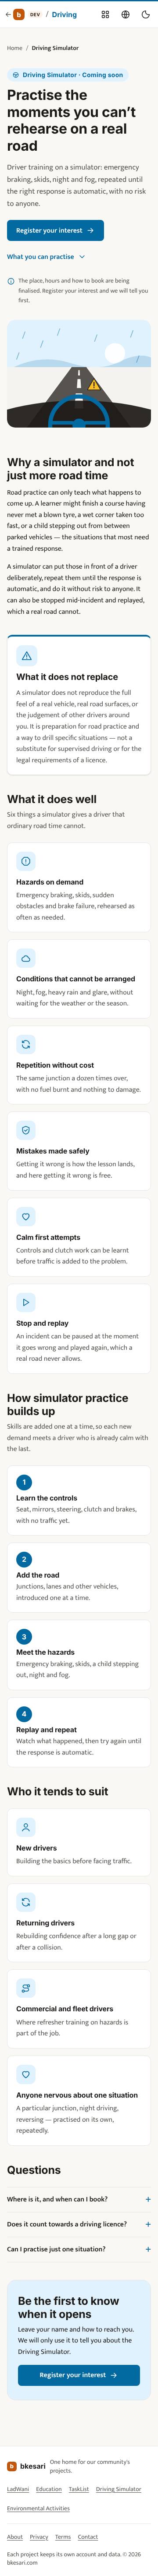 b DEV / Driving
Home / Driving Simulator
Driving Simulator · Coming soon
Practise the
moments you can’t
rehearse on a real
road
Driver training on a simulator: emergency
braking, skids, night and fog, repeated until
the right response is automatic, with no risk
to anyone.
Register your interest
What you can practise
The place, hours and how to book are being
finalised. Register your interest and we will tell you
first.
Why a simulator and not
just more road time
Road practice can only teach what happens to
come up. A learner might finish a course having
never met a blown tyre, a wet corner taken too
fast, or a child stepping out from between
parked vehicles — the situations that most need
a trained response.
A simulator can put those in front of a driver
deliberately, repeat them until the response is
automatic, and do it without risk to anyone. It
can also be stopped mid-incident and replayed,
which a real road cannot.
What it does not replace
A simulator does not reproduce the full
feel of a real vehicle, real road surfaces, or
the judgement of other drivers around
you. It is preparation for road practice and
a way to drill specific situations — not a
substitute for supervised driving or for the
legal requirements of a licence.
What it does well
Six things a simulator gives a driver that
ordinary road time cannot.
Hazards on demand
Emergency braking, skids, sudden
obstacles and brake failure, rehearsed as
often as needed.
Conditions that cannot be arranged
Night, fog, heavy rain and glare, without
waiting for the weather or the season.
Repetition without cost
The same junction a dozen times over,
with no fuel burnt and nothing to damage.
Mistakes made safely
Getting it wrong is how the lesson lands,
and here getting it wrong is free.
Calm first attempts
Controls and clutch work can be learnt
before traffic is added to the problem.
Stop and replay
An incident can be paused at the moment
it goes wrong and played again, which a
real road never allows.
How simulator practice
builds up
Skills are added one at a time, so each new
demand meets a driver who is already calm with
the last.
1
Learn the controls
Seat, mirrors, steering, clutch and brakes,
with no traffic yet.
2
Add the road
Junctions, lanes and other vehicles,
introduced one at a time.
3
Meet the hazards
Emergency braking, skids, a child stepping
out, night and fog.
4
Replay and repeat
Watch what happened, then try again until
the response is automatic.
Who it tends to suit
New drivers
Building the basics before facing traffic.
Returning drivers
Rebuilding confidence after a long gap or
after a collision.
Commercial and fleet drivers
Where refresher training on hazards is
part of the job.
Anyone nervous about one situation
A particular junction, night driving,
reversing — practised on its own,
repeatedly.
Questions
Where is it, and when can I book?
Does it count towards a driving licence?
Can I practise just one situation?
Be the first to know
when it opens
Leave your name and how to reach you.
We will only use it to tell you about the
Driving Simulator.
Register your interest
b bkesari One home for our community’s
projects.
LadWani Education TaskList Driving Simulator
Environmental Activities
About Privacy Terms Contact
Each project keeps its own accounts and data. © 2026
bkesari.com